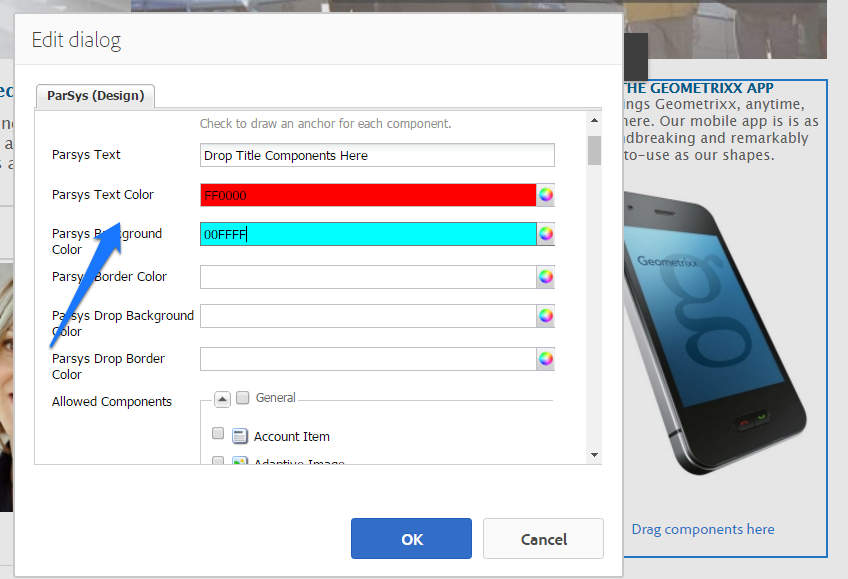 Edit dialog
ParSys (Design)
Check to draw an anchor for each component.
Parsys Text
Drop Title Components Here
Parsys Text Color
FF0000
Parsys Background
Color
00FFFF
Parsys Border Color
Parsys Drop Background
Color
Parsys Drop Border
Color
Allowed Components
General
Account Item
Adaptive Image
OK
Cancel
THE GEOMETRIXX APP
ings Geometrixx, anytime,
here. Our mobile app is is as
dbreaking and remarkably
to-use as our shapes.
Geometrixx
g
Drag components here